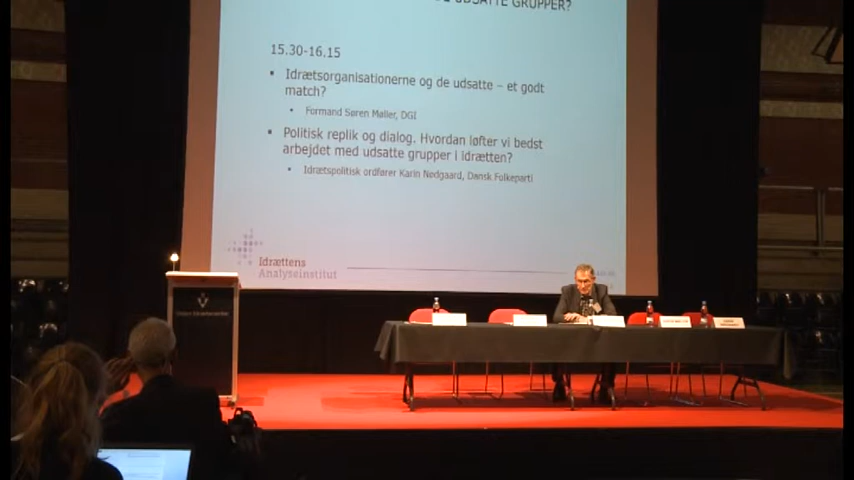 UDSATTE GRUPPER?
15.30-16.15
▪ Idrætsorganisationerne og de udsatte – et godt
match?
▪ Formand Søren Møller, DGI
▪ Politisk replik og dialog. Hvordan løfter vi bedst
arbejdet med udsatte grupper i idrætten?
▪ Idrætspolitisk ordfører Karin Nødgaard, Dansk Folkeparti
Idrættens
Analyseinstitut